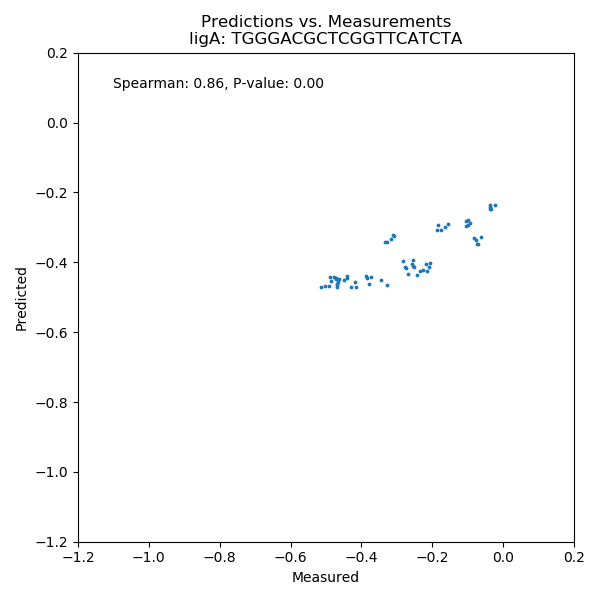 Predictions vs. Measurements
ligA: TGGGACGCTCGGTTCATCTA
0.2
Spearman: 0.86, P-value: 0.00
0.0
−0.2
−0.4
Predicted
−0.6
−0.8
−1.0
−1.2
−1.2 −1.0 −0.8 −0.6 −0.4 −0.2 0.0 0.2
Measured